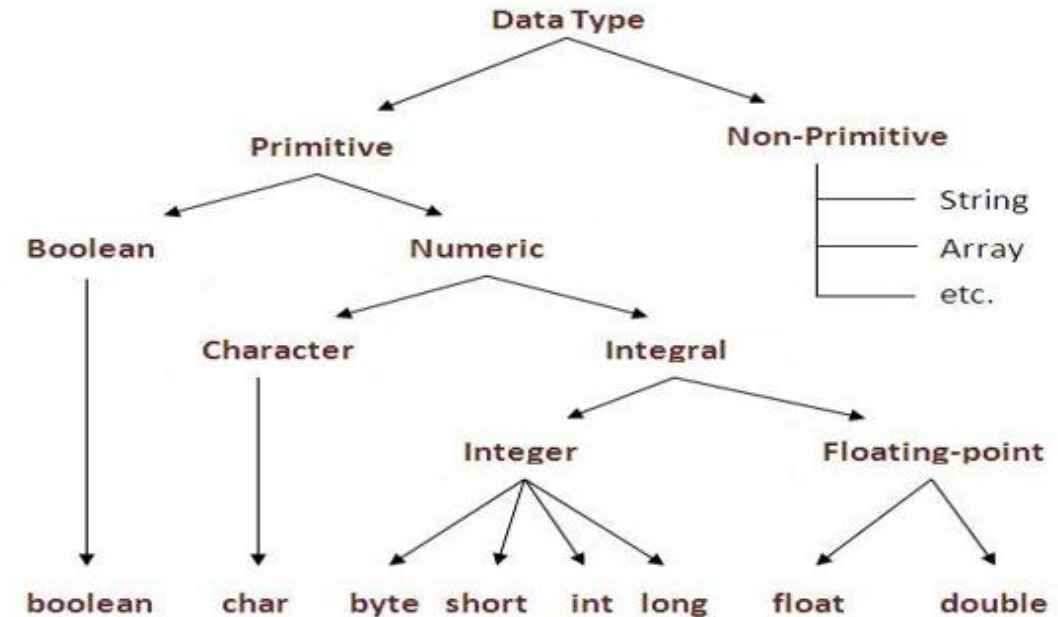 Data Type
Primitive
Non-Primitive
String
Array
etc.
Boolean
Numeric
Character
Integral
Integer
Floating-point
boolean
char
byte
short
int
long
float
double